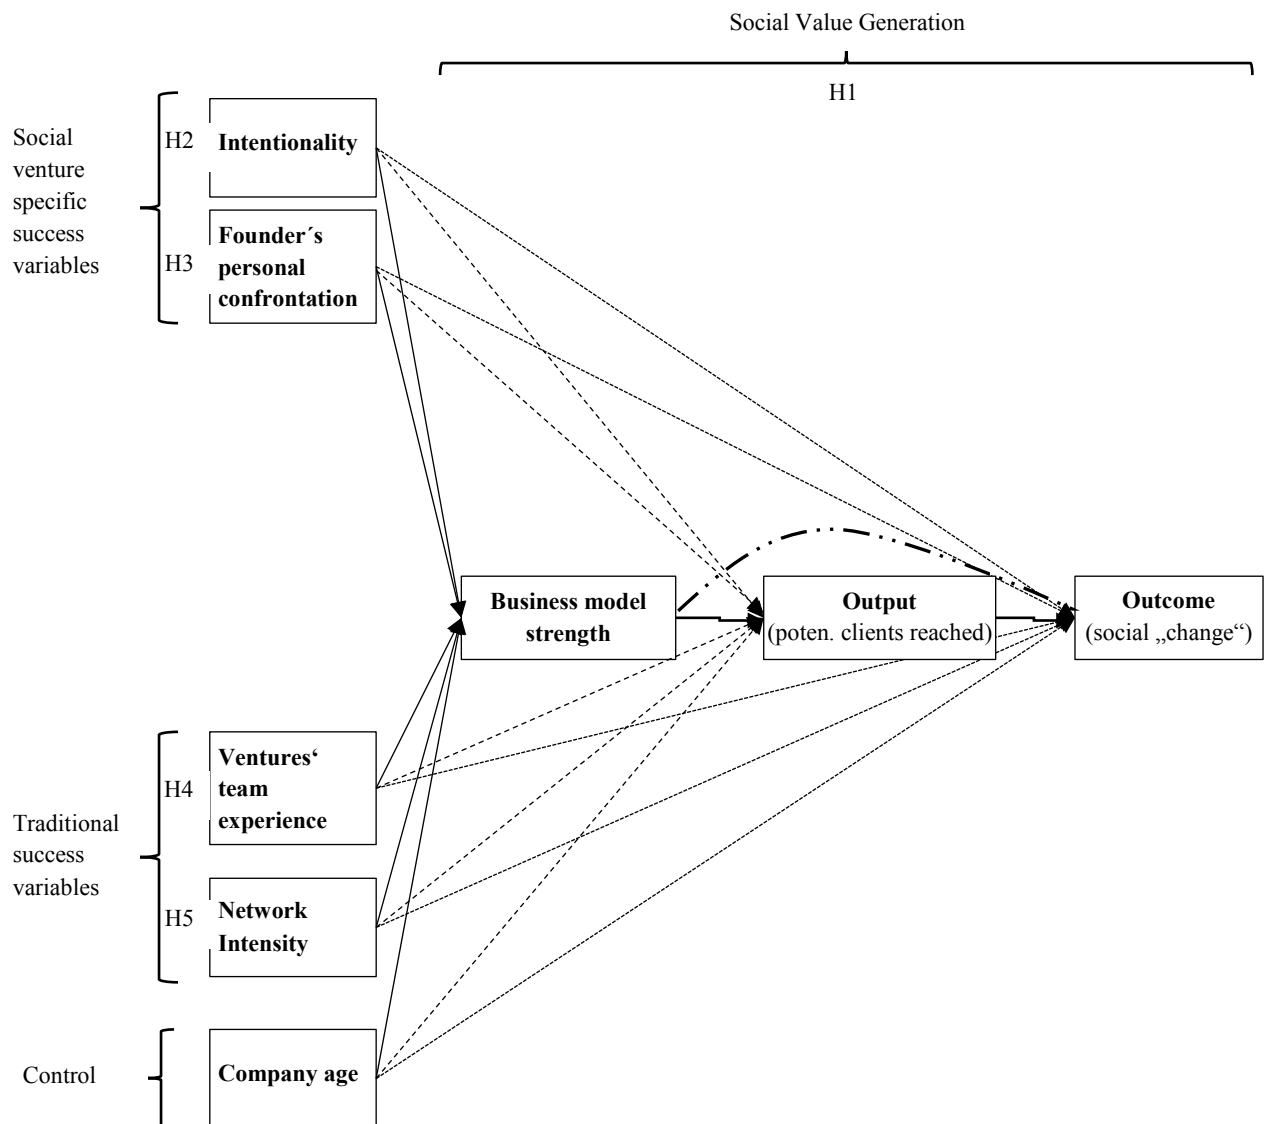 Social Value Generation
H1
Social
venture
specific
success
variables
H2
Intentionality
H3
Founder´s
personal
confrontation
Business model
strength
Output
(poten. clients reached)
Outcome
(social „change“)
Traditional
success
variables
H4
Ventures‘
team
experience
H5
Network
Intensity
Control
Company age